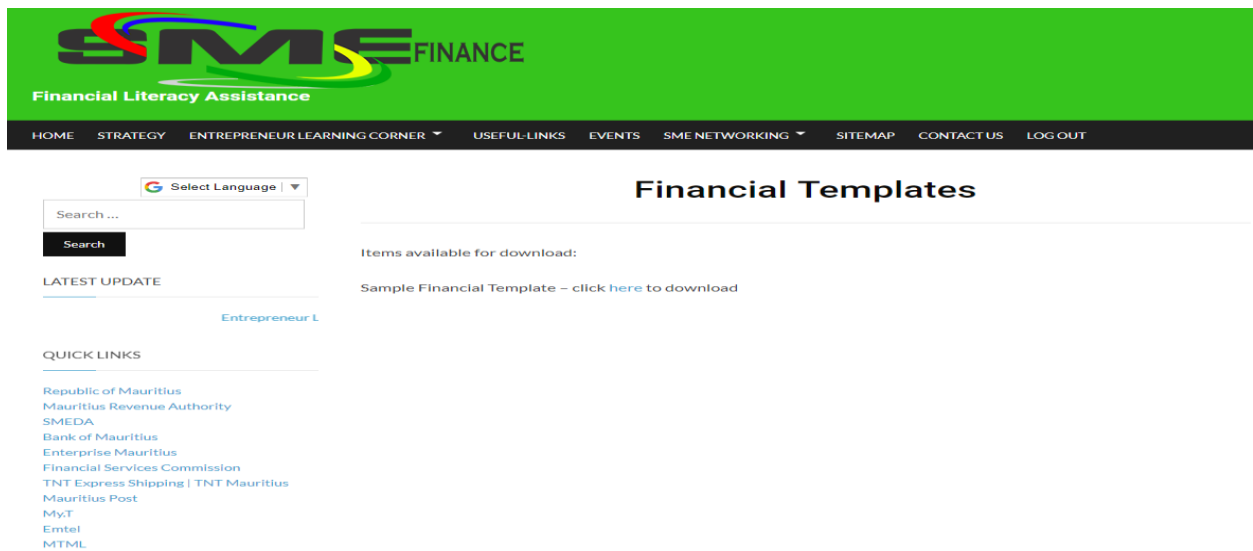 SME FINANCE
Financial Literacy Assistance
HOME STRATEGY ENTREPRENEUR LEARNING CORNER USEFUL-LINKS EVENTS SME NETWORKING SITEMAP CONTACT US LOG OUT
Select Language
Search ...
Search
LATEST UPDATE
Entrepreneur L
QUICK LINKS
Republic of Mauritius
Mauritius Revenue Authority
SMEDA
Bank of Mauritius
Enterprise Mauritius
Financial Services Commission
TNT Express Shipping | TNT Mauritius
Mauritius Post
My.T
Emtel
MTML
Financial Templates
Items available for download:
Sample Financial Template – click here to download